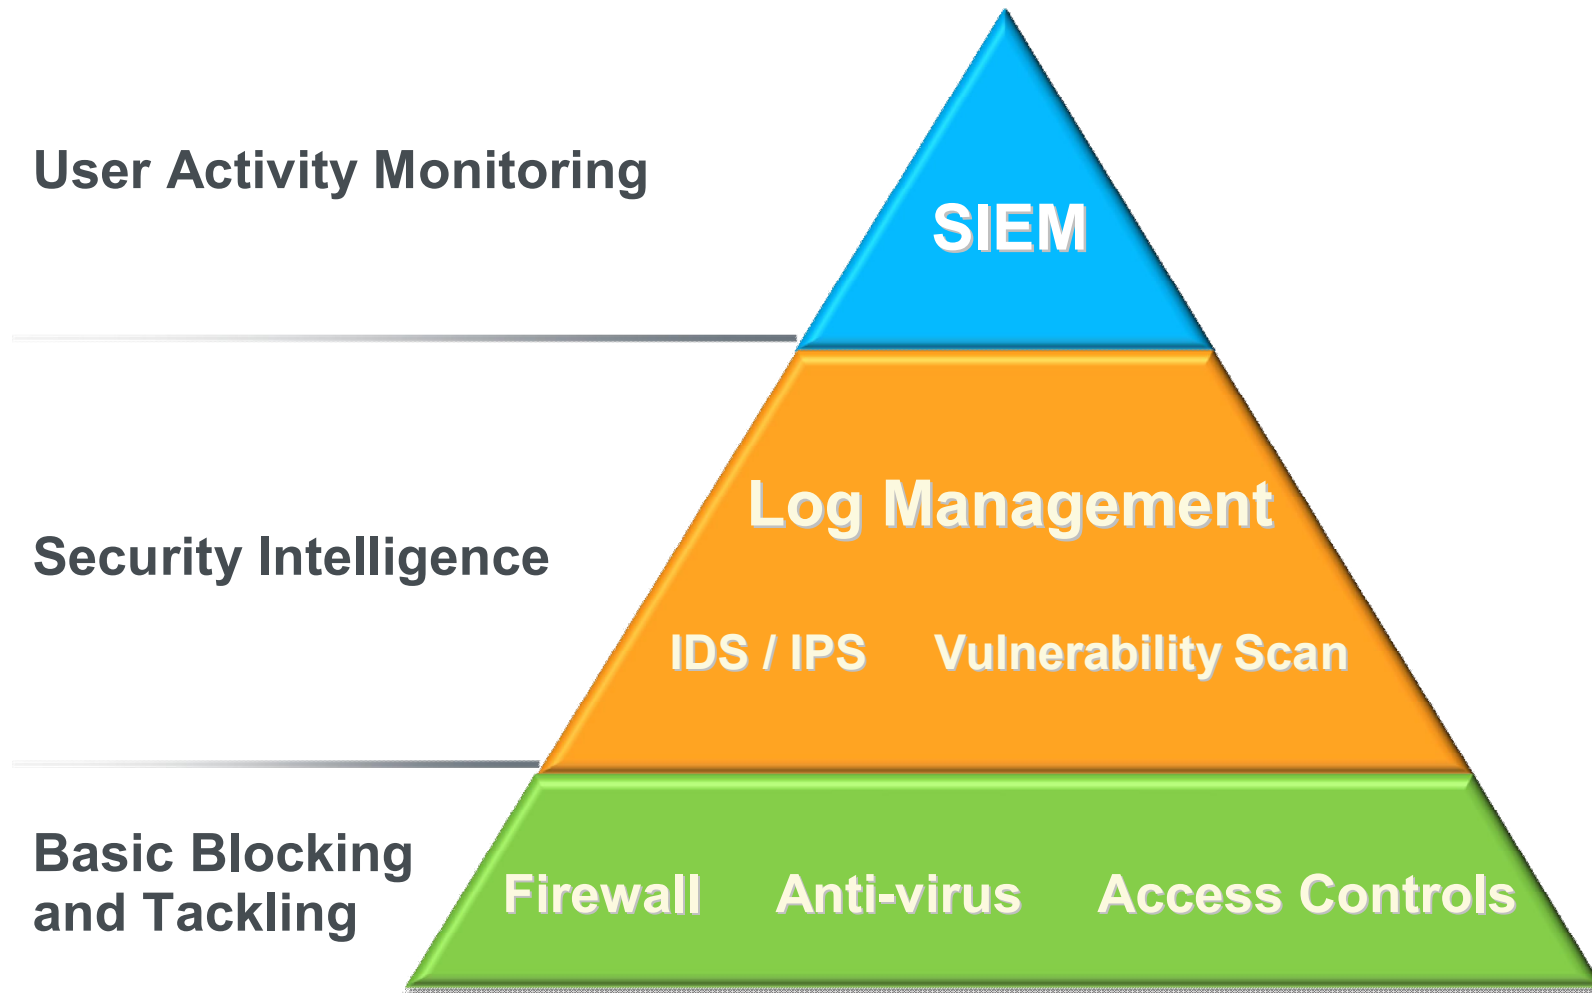 User Activity Monitoring
SIEM
Security Intelligence
Log Management
IDS / IPS Vulnerability Scan
Basic Blocking
and Tackling
Firewall Anti-virus Access Controls